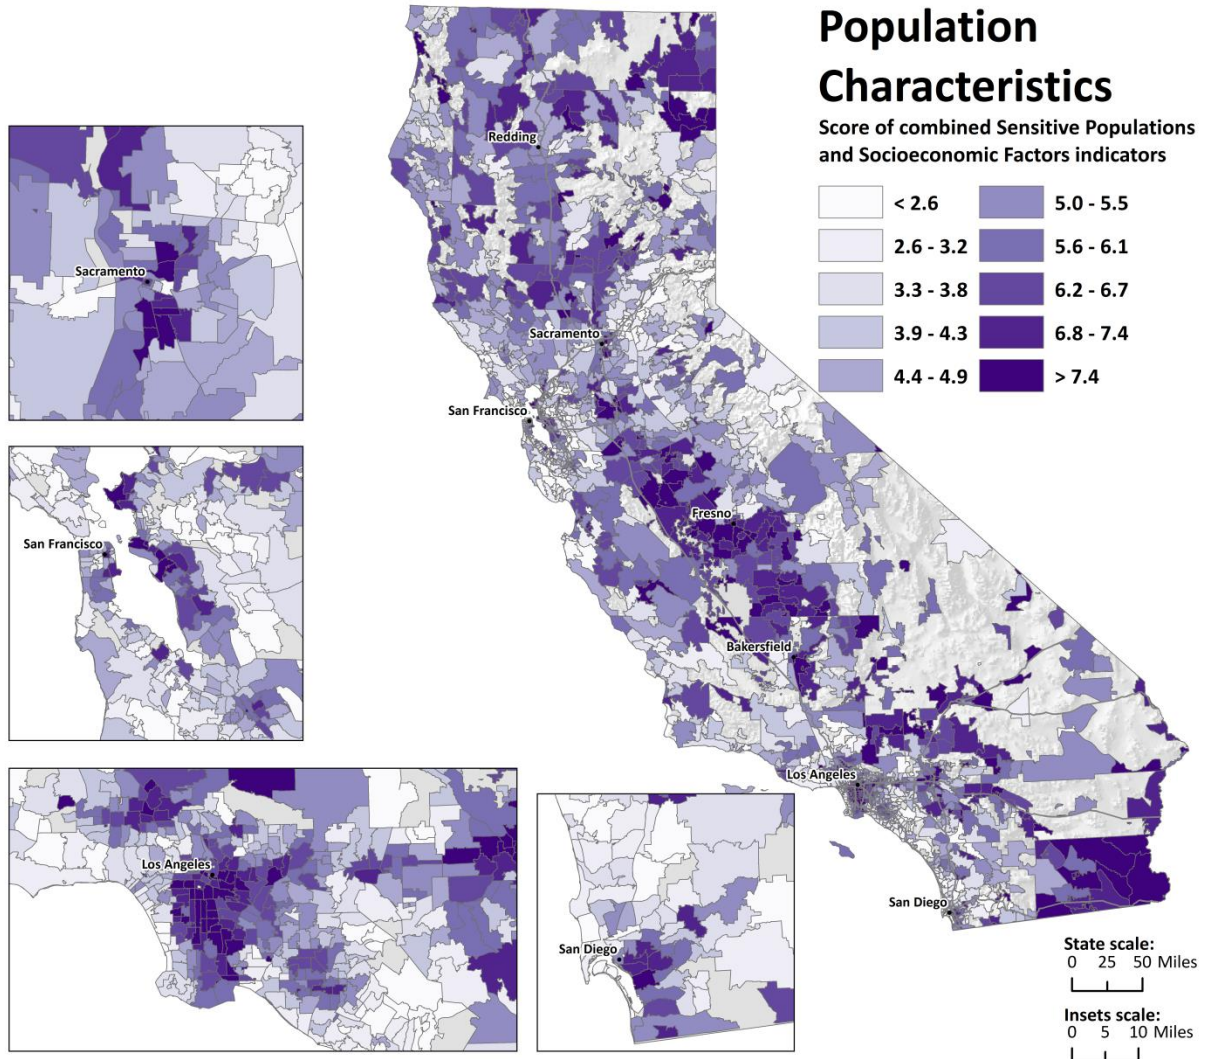 Population
Characteristics
Score of combined Sensitive Populations
and Socioeconomic Factors indicators
< 2.6
2.6 - 3.2
3.3 - 3.8
3.9 - 4.3
4.4 - 4.9
5.0 - 5.5
5.6 - 6.1
6.2 - 6.7
6.8 - 7.4
> 7.4
Redding
Sacramento
San Francisco
Fresno
Bakersfield
Los Angeles
San Diego
Sacramento
San Francisco
Los Angeles
San Diego
State scale:
0 25 50 Miles
Insets scale:
0 5 10 Miles